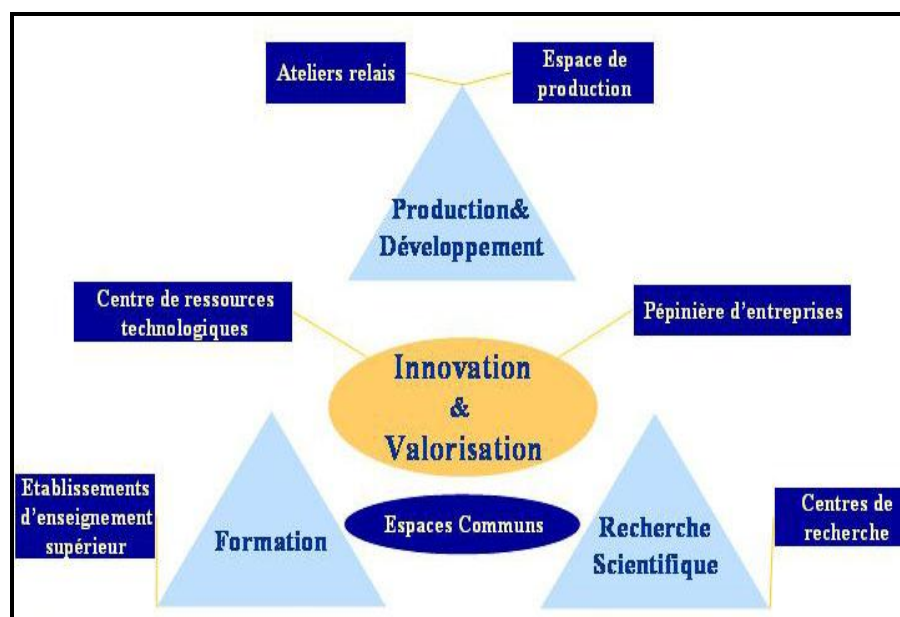 Ateliers relais
Espace de
production
Production&
Développement
Centre de ressources
technologiques
Pépinière d'entreprises
Innovation
&
Valorisation
Etablissements
d'enseignement
supérieur
Formation
Espaces Communs
Recherche
Scientifique
Centres de
recherche